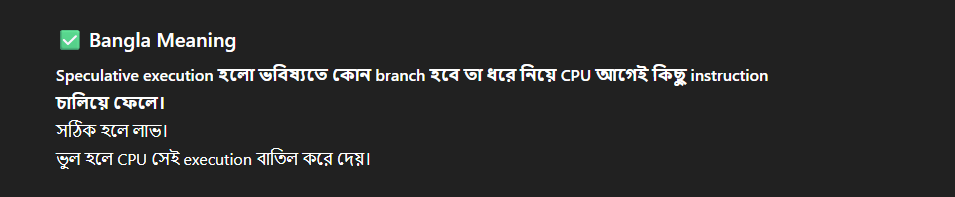 ✅ Bangla Meaning
Speculative execution হলো ভবিষ্যতে কোন branch হবে তা ধরে নিয়ে CPU আগেই কিছু instruction
চালিয়ে ফেলে।
সঠিক হলে লাভ।
ভুল হলে CPU সেই execution বাতিল করে দেয়।